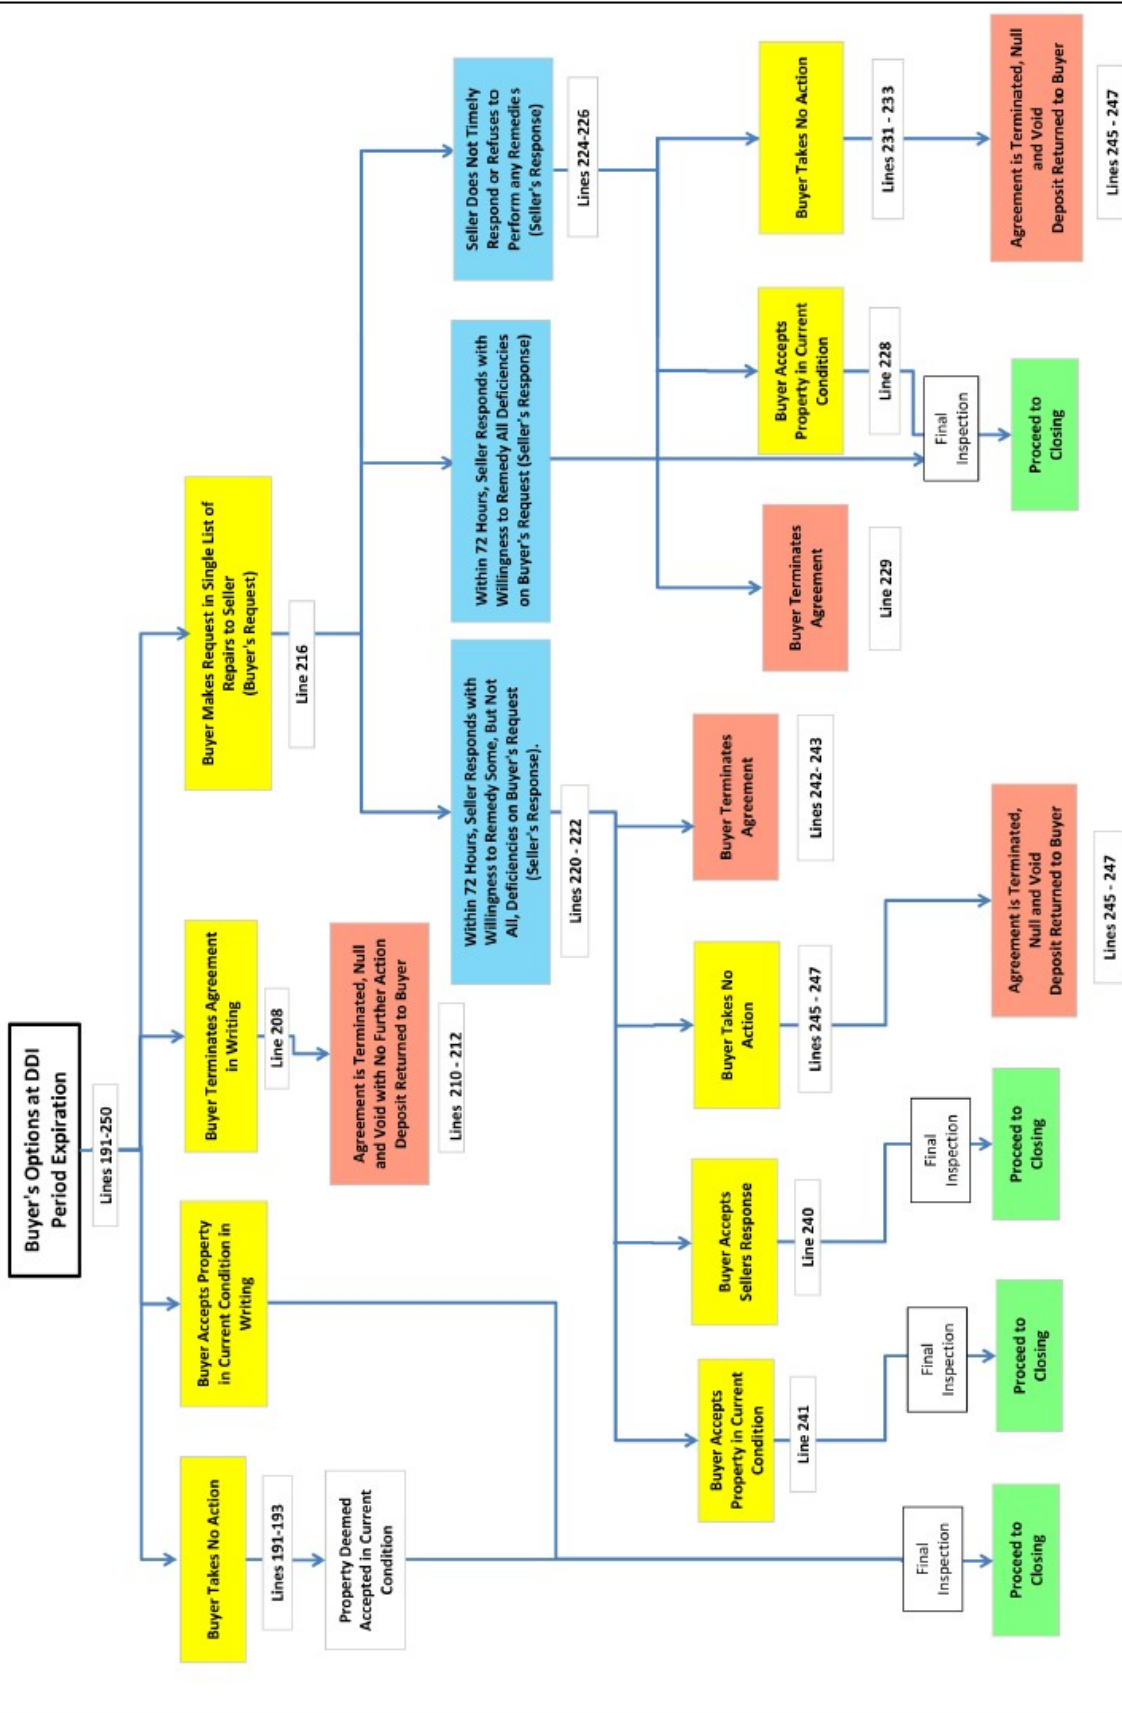 Buyer's Options at DDI
Period Expiration
Lines 191-250
Buyer Takes No Action
Lines 191-193
Property Deemed
Accepted in Current
Condition
Buyer Accepts Property
in Current Condition in
Writing
Buyer Terminates Agreement
in Writing
Line 208
Agreement is Terminated, Null
and Void with No Further Action
Deposit Returned to Buyer
Lines 210 - 212
Buyer Makes Request in Single List of
Repairs to Seller
(Buyer's Request)
Line 216
Within 72 Hours, Seller Responds with
Willingness to Remedy Some, But Not
All, Deficiencies on Buyer's Request
(Seller's Response).
Lines 220 - 222
Within 72 Hours, Seller Responds with
Willingness to Remedy All Deficiencies
on Buyer's Request (Seller's Response)
Seller Does Not Timely
Respond or Refuses to
Perform any Remedies
(Seller's Response)
Lines 224-226
Buyer Accepts
Property in Current
Condition
Line 241
Final
Inspection
Proceed to
Closing
Buyer Accepts
Sellers Response
Line 240
Final
Inspection
Proceed to
Closing
Buyer Takes No
Action
Lines 245 - 247
Agreement is Terminated,
Null and Void
Deposit Returned to Buyer
Lines 245 - 247
Buyer Terminates
Agreement
Lines 242- 243
Buyer Terminates
Agreement
Line 229
Buyer Accepts
Property in Current
Condition
Line 228
Final
Inspection
Proceed to
Closing
Buyer Takes No Action
Lines 231 - 233
Agreement is Terminated, Null
and Void
Deposit Returned to Buyer
Lines 245 - 247
Final
Inspection
Proceed to
Closing